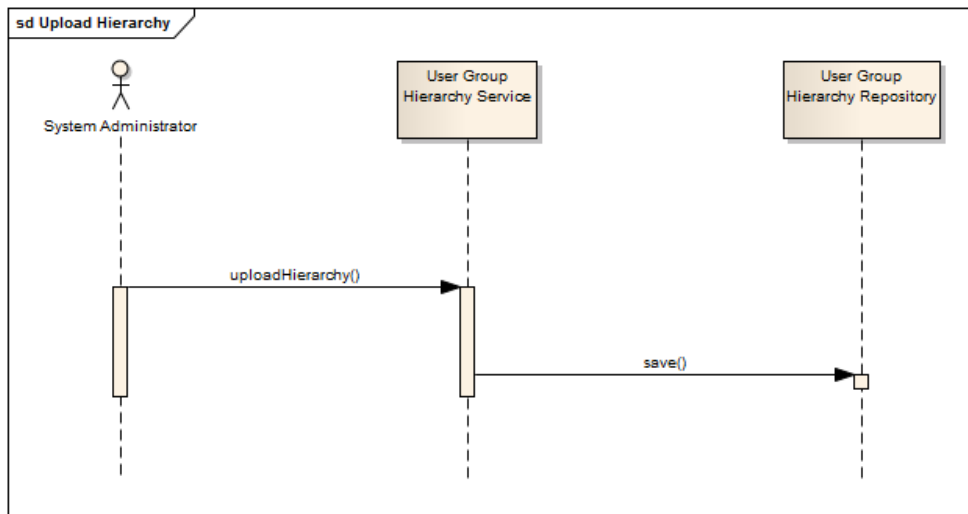 sd Upload Hierarchy
System Administrator
User Group
Hierarchy Service
User Group
Hierarchy Repository
uploadHierarchy()
save()